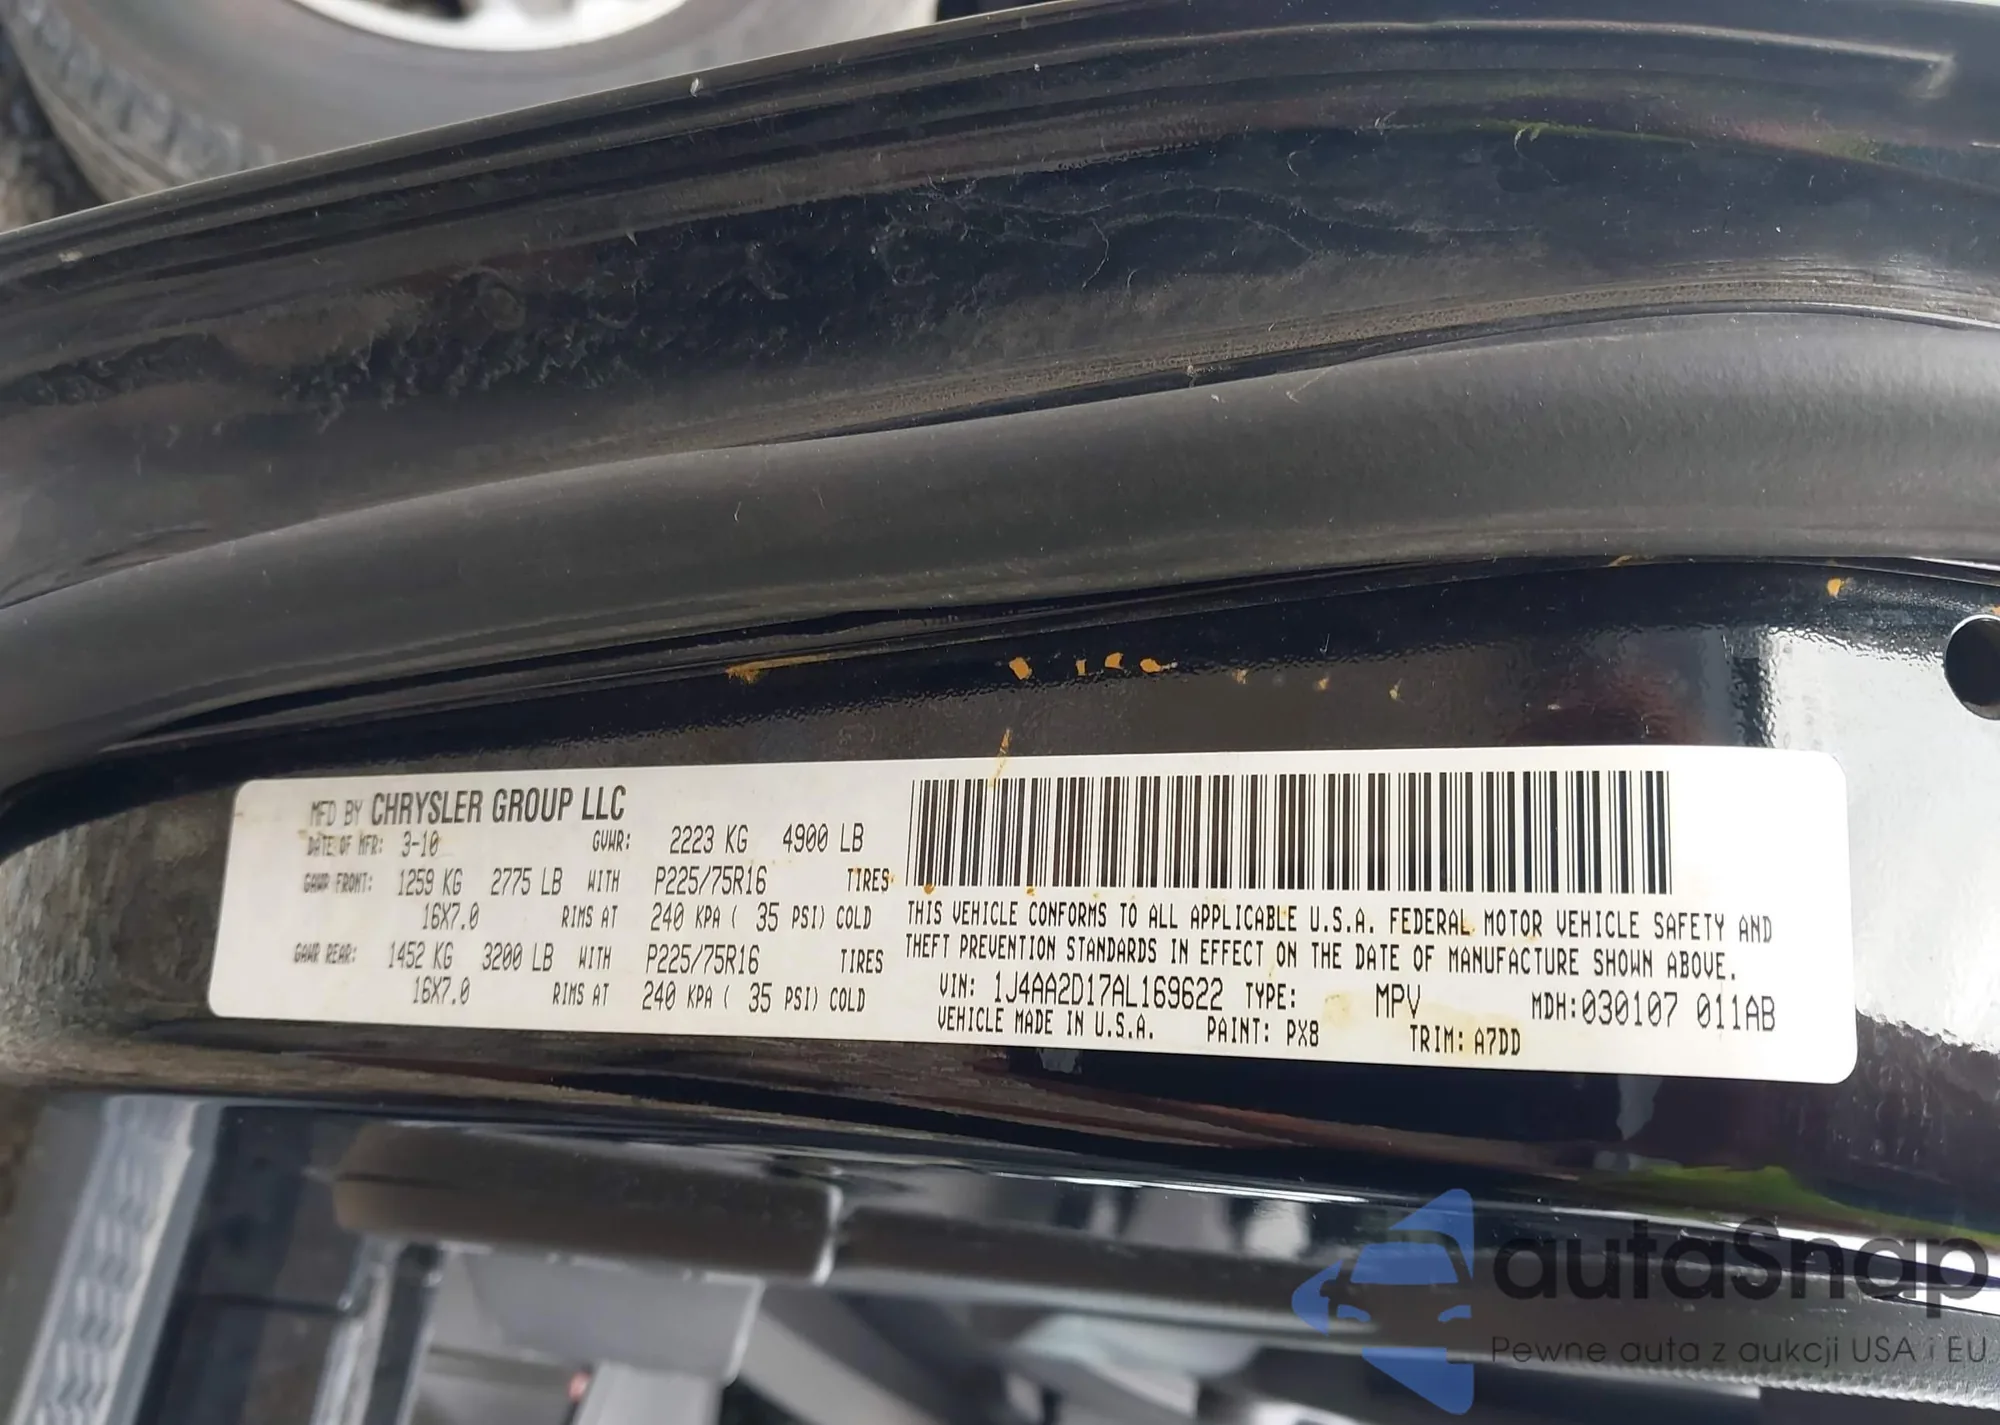 MFD BY CHRYSLER GROUP LLC
DATE OF MFR: 3-10 GVWR: 2223 KG 4900 LB
GAWR FRONT: 1259 KG 2775 LB WITH P225/75R16 TIRES
16X7.0 RIMS AT 240 KPA ( 35 PSI) COLD
GAWR REAR: 1452 KG 3200 LB WITH P225/75R16 TIRES
16X7.0 RIMS AT 240 KPA ( 35 PSI) COLD
THIS VEHICLE CONFORMS TO ALL APPLICABLE U.S.A. FEDERAL MOTOR VEHICLE SAFETY AND
THEFT PREVENTION STANDARDS IN EFFECT ON THE DATE OF MANUFACTURE SHOWN ABOVE.
VIN: 1J4AA2D17AL169622 TYPE: MPV MDH:030107 011AB
VEHICLE MADE IN U.S.A. PAINT: PX8 TRIM: A7DD
autaSnap
Pewne auta z aukcji USA i EU